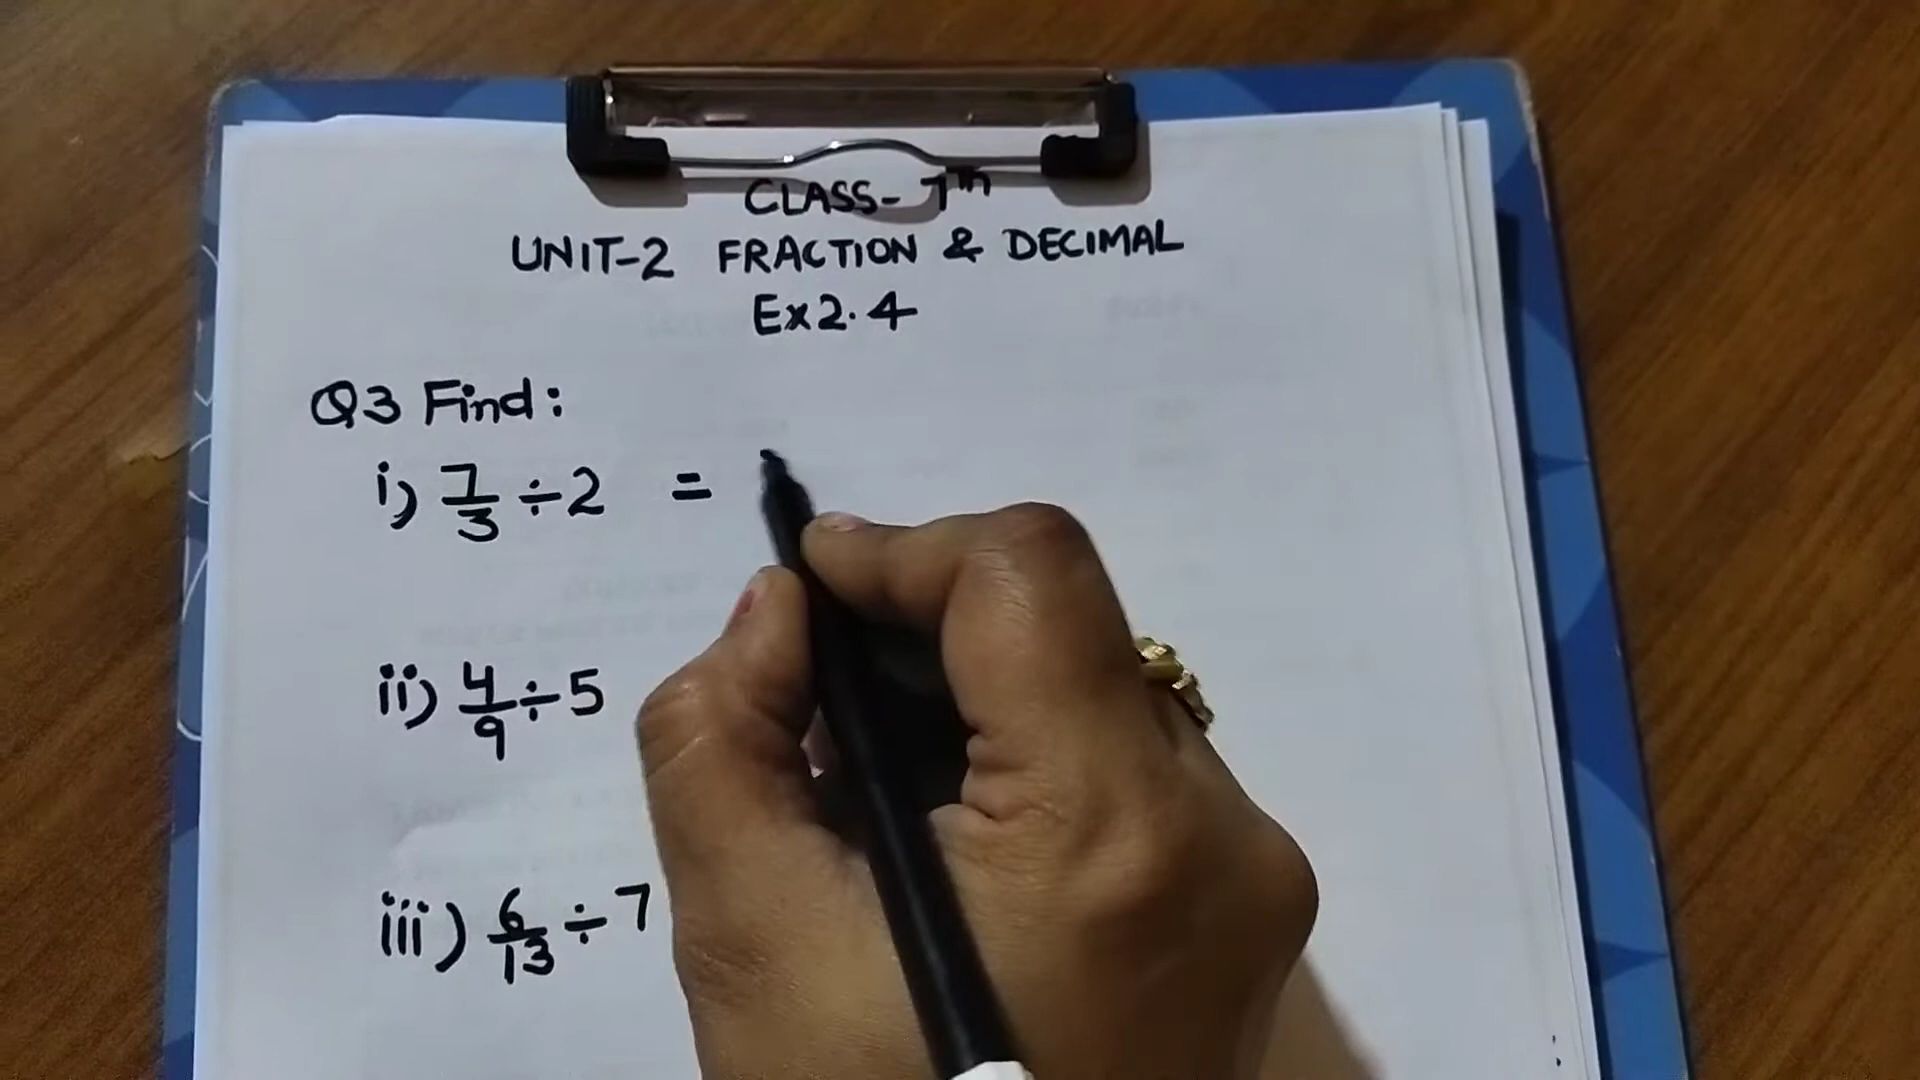 CLASS- 7th
UNIT-2 FRACTION & DECIMAL
Ex2.4
Q3 Find:
i) 7/3 ÷ 2 =
ii) 4/9 ÷ 5
iii) 6/13 ÷ 7